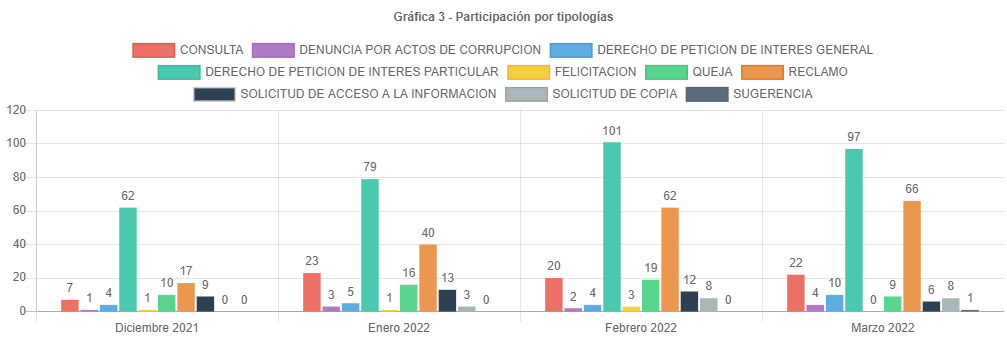 Gráfica 3 - Participación por tipologías
CONSULTA DENUNCIA POR ACTOS DE CORRUPCION DERECHO DE PETICION DE INTERES GENERAL
DERECHO DE PETICION DE INTERES PARTICULAR FELICITACION QUEJA RECLAMO
SOLICITUD DE ACCESO A LA INFORMACION SOLICITUD DE COPIA SUGERENCIA
120
100
80
60
40
20
0
7 1 4 62 1 10 17 9 0 0
23 3 5 79 1 16 40 13 3 0
20 2 4 101 3 19 62 12 8 0
22 4 10 97 0 9 66 6 8 1
Diciembre 2021 Enero 2022 Febrero 2022 Marzo 2022